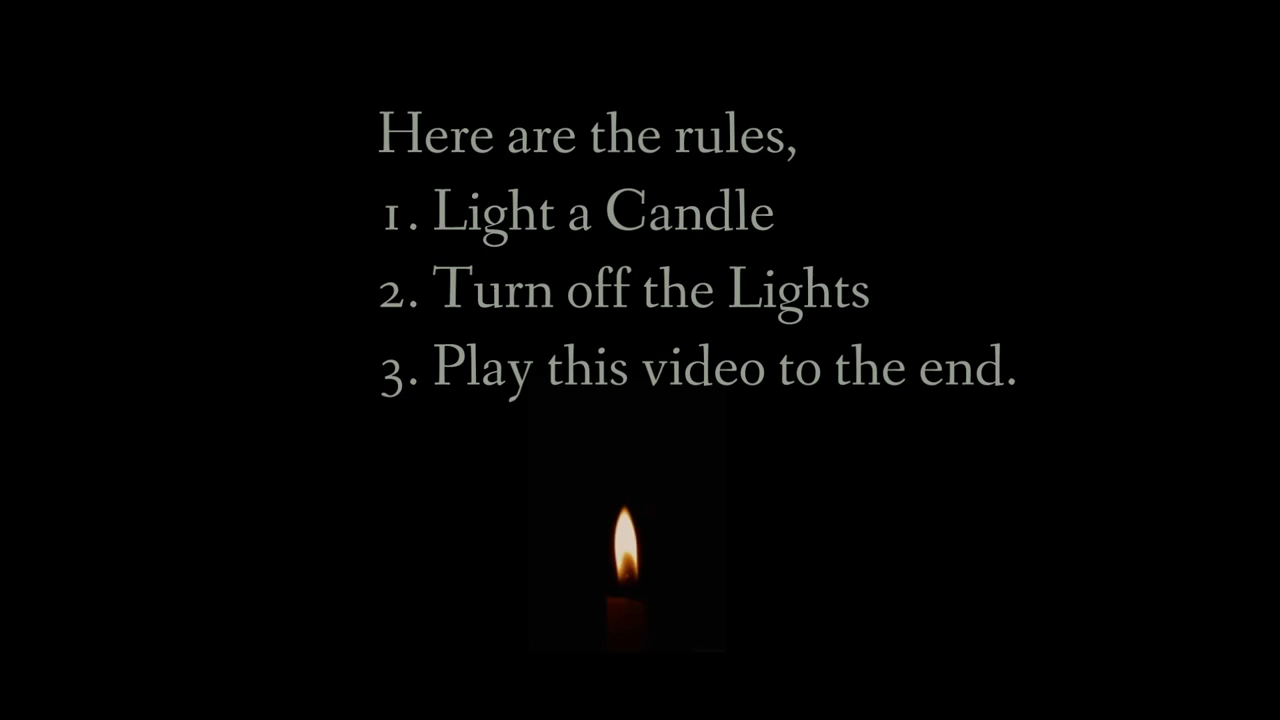 Here are the rules,
1. Light a Candle
2. Turn off the Lights
3. Play this video to the end.